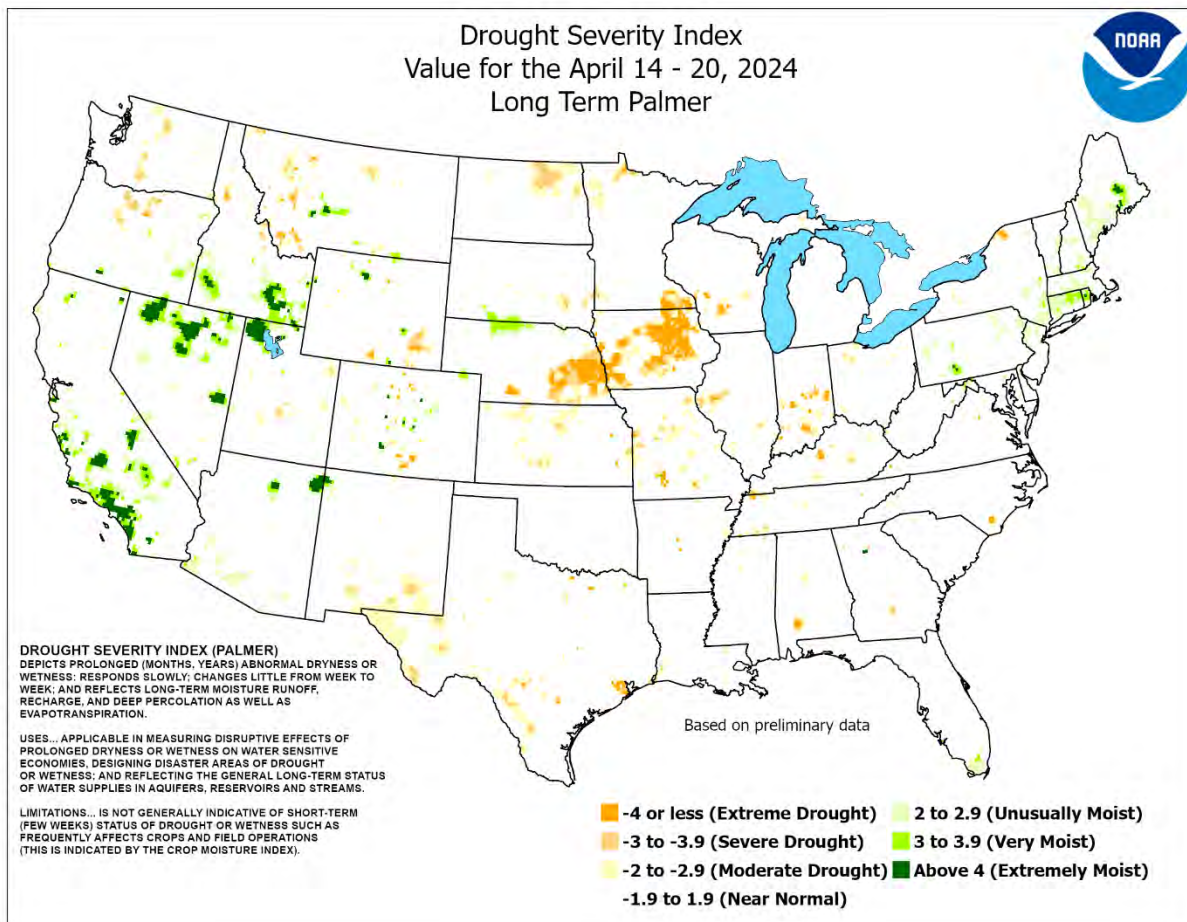 Drought Severity Index
Value for the April 14 - 20, 2024
Long Term Palmer
NOAA
DROUGHT SEVERITY INDEX (PALMER)
DEPICTS PROLONGED (MONTHS, YEARS) ABNORMAL DRYNESS OR
WETNESS: RESPONDS SLOWLY; CHANGES LITTLE FROM WEEK TO
WEEK; AND REFLECTS LONG-TERM MOISTURE RUNOFF,
RECHARGE, AND DEEP PERCOLATION AS WELL AS
EVAPOTRANSPIRATION.
USES... APPLICABLE IN MEASURING DISRUPTIVE EFFECTS OF
PROLONGED DRYNESS OR WETNESS ON WATER SENSITIVE
ECONOMIES, DESIGNING DISASTER AREAS OF DROUGHT
OR WETNESS; AND REFLECTING THE GENERAL LONG-TERM STATUS
OF WATER SUPPLIES IN AQUIFERS, RESERVOIRS AND STREAMS.
LIMITATIONS... IS NOT GENERALLY INDICATIVE OF SHORT-TERM
(FEW WEEKS) STATUS OF DROUGHT OR WETNESS SUCH AS
FREQUENTLY AFFECTS CROPS AND FIELD OPERATIONS
(THIS IS INDICATED BY THE CROP MOISTURE INDEX).
Based on preliminary data
-4 or less (Extreme Drought)
-3 to -3.9 (Severe Drought)
-2 to -2.9 (Moderate Drought)
-1.9 to 1.9 (Near Normal)
2 to 2.9 (Unusually Moist)
3 to 3.9 (Very Moist)
Above 4 (Extremely Moist)